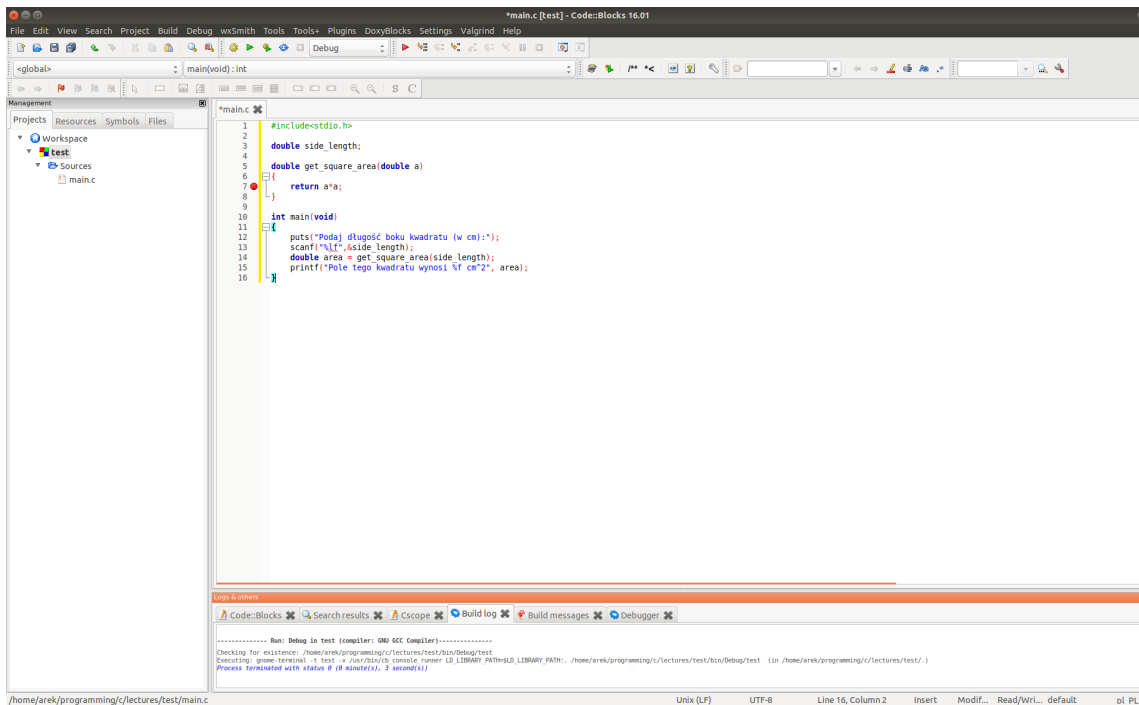 *main.c [test] - Code::Blocks 16.01
File Edit View Search Project Build Debug wxSmith Tools Tools+ Plugins DoxyBlocks Settings Valgrind Help
Debug
<global> main(void) : int
/** *<
S C
Management
Projects Resources Symbols Files
Workspace
test
Sources
main.c
*main.c
1 #include<stdio.h>
2
3 double side_length;
4
5 double get_square_area(double a)
6 {
7 return a*a;
8 }
9
10 int main(void)
11 {
12 puts("Podaj długość boku kwadratu (w cm):");
13 scanf("%lf",&side_length);
14 double area = get_square_area(side_length);
15 printf("Pole tego kwadratu wynosi %f cm^2", area);
16 }
Logs & others
Code::Blocks Search results Cscope Build log Build messages Debugger
-------------- Run: Debug in test (compiler: GNU GCC Compiler)---------------
Checking for existence: /home/arek/programming/c/lectures/test/bin/Debug/test
Executing: gnome-terminal -t test -x /usr/bin/cb_console_runner LD_LIBRARY_PATH=$LD_LIBRARY_PATH:. /home/arek/programming/c/lectures/test/bin/Debug/test (in /home/arek/programming/c/lectures/test/.)
Process terminated with status 0 (0 minute(s), 3 second(s))
/home/arek/programming/c/lectures/test/main.c Unix (LF) UTF-8 Line 16, Column 2 Insert Modif... Read/Wri... default pl_PL